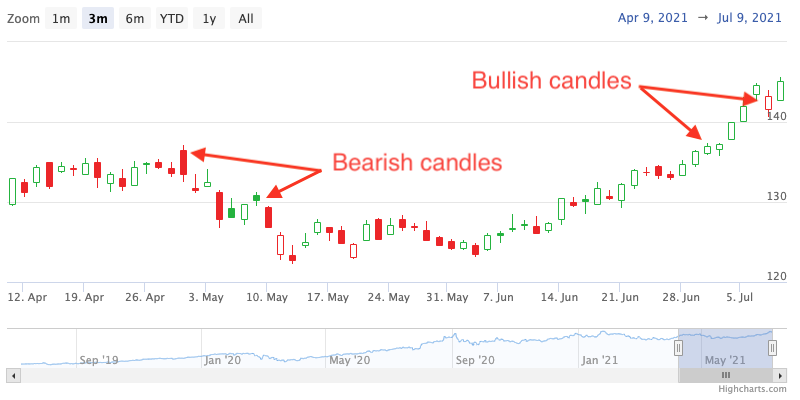 Zoom 1m 3m 6m YTD 1y All Apr 9, 2021 → Jul 9, 2021
Bullish candles
140
Bearish candles
130
120
12. Apr 19. Apr 26. Apr 3. May 10. May 17. May 24. May 31. May 7. Jun 14. Jun 21. Jun 28. Jun 5. Jul
Sep '19 Jan '20 May '20 Sep '20 Jan '21 May '21
Highcharts.com